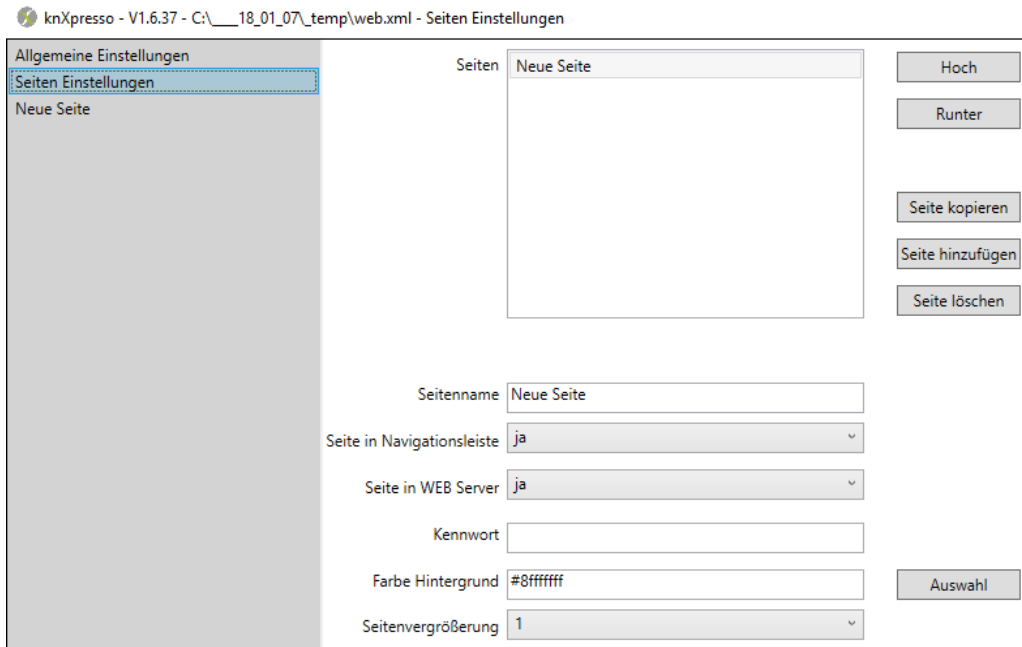 knXpresso - V1.6.37 - C:\___18_01_07\_temp\web.xml - Seiten Einstellungen
Allgemeine Einstellungen
Seiten Einstellungen
Neue Seite
Seiten
Neue Seite
Hoch
Runter
Seite kopieren
Seite hinzufügen
Seite löschen
Seitenname Neue Seite
Seite in Navigationsleiste ja
Seite in WEB Server ja
Kennwort
Farbe Hintergrund #8fffffff Auswahl
Seitenvergrößerung 1